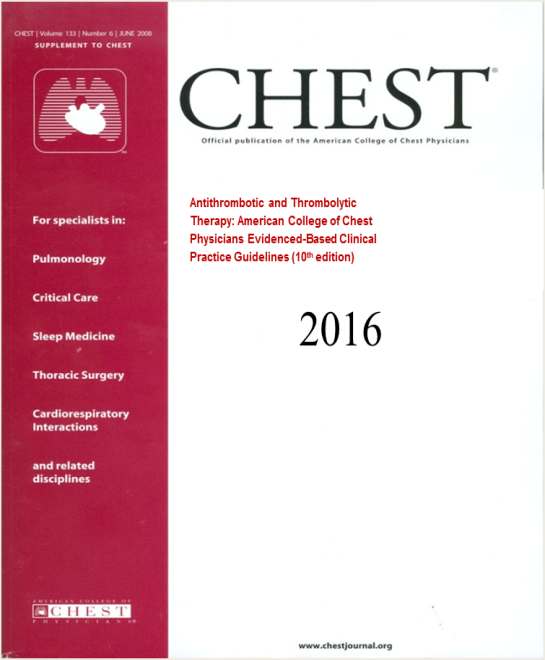 CHEST | Volume 133 | Number 6 | JUNE 2008
SUPPLEMENT TO CHEST
CHEST®
Official publication of the American College of Chest Physicians
Antithrombotic and Thrombolytic
Therapy: American College of Chest
Physicians Evidenced-Based Clinical
Practice Guidelines (10th edition)
2016
For specialists in:
Pulmonology
Critical Care
Sleep Medicine
Thoracic Surgery
Cardiorespiratory
Interactions
and related
disciplines
AMERICAN COLLEGE OF
CHEST
PHYSICIANS®
www.chestjournal.org